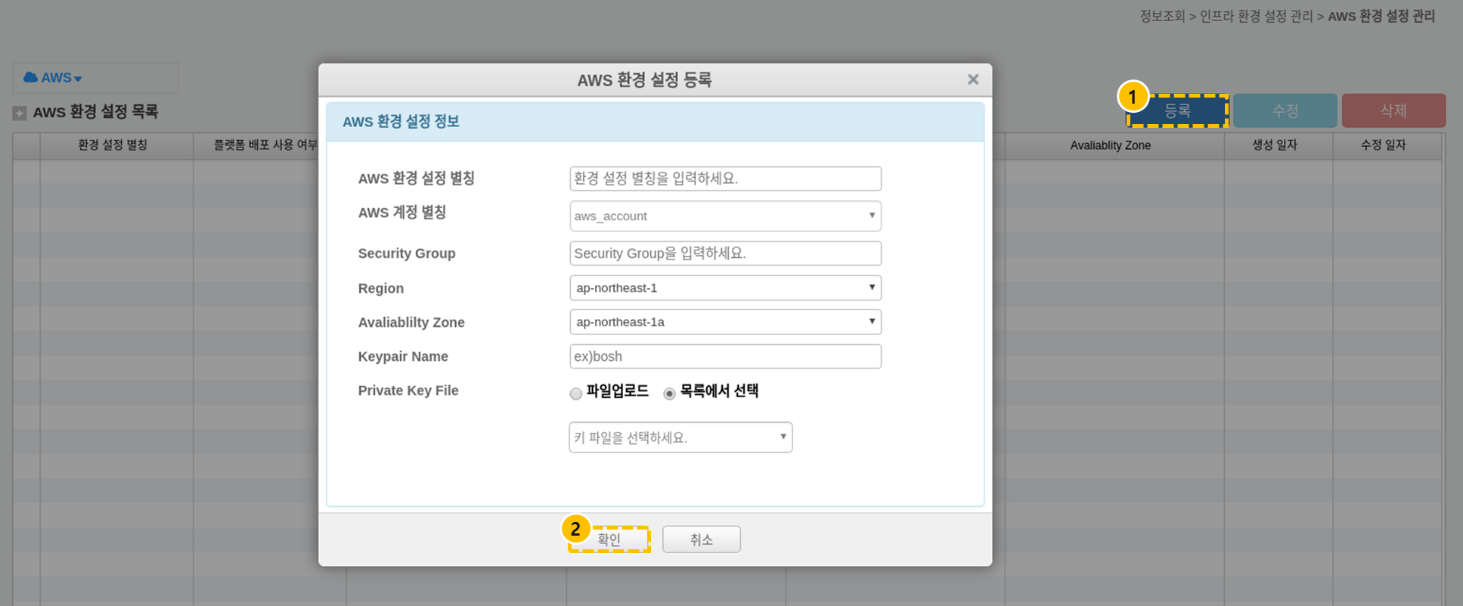 정보조회 > 인프라 환경 설정 관리 > AWS 환경 설정 관리
AWS
AWS 환경 설정 목록
1
등록
수정
삭제
환경 설정 별칭
플랫폼 배포 사용 여부
Avaliablity Zone
생성 일자
수정 일자
AWS 환경 설정 등록
×
AWS 환경 설정 정보
AWS 환경 설정 별칭
환경 설정 별칭을 입력하세요.
AWS 계정 별칭
aws_account
Security Group
Security Group을 입력하세요.
Region
ap-northeast-1
Avaliablilty Zone
ap-northeast-1a
Keypair Name
ex)bosh
Private Key File
파일업로드
목록에서 선택
키 파일을 선택하세요.
2
확인
취소